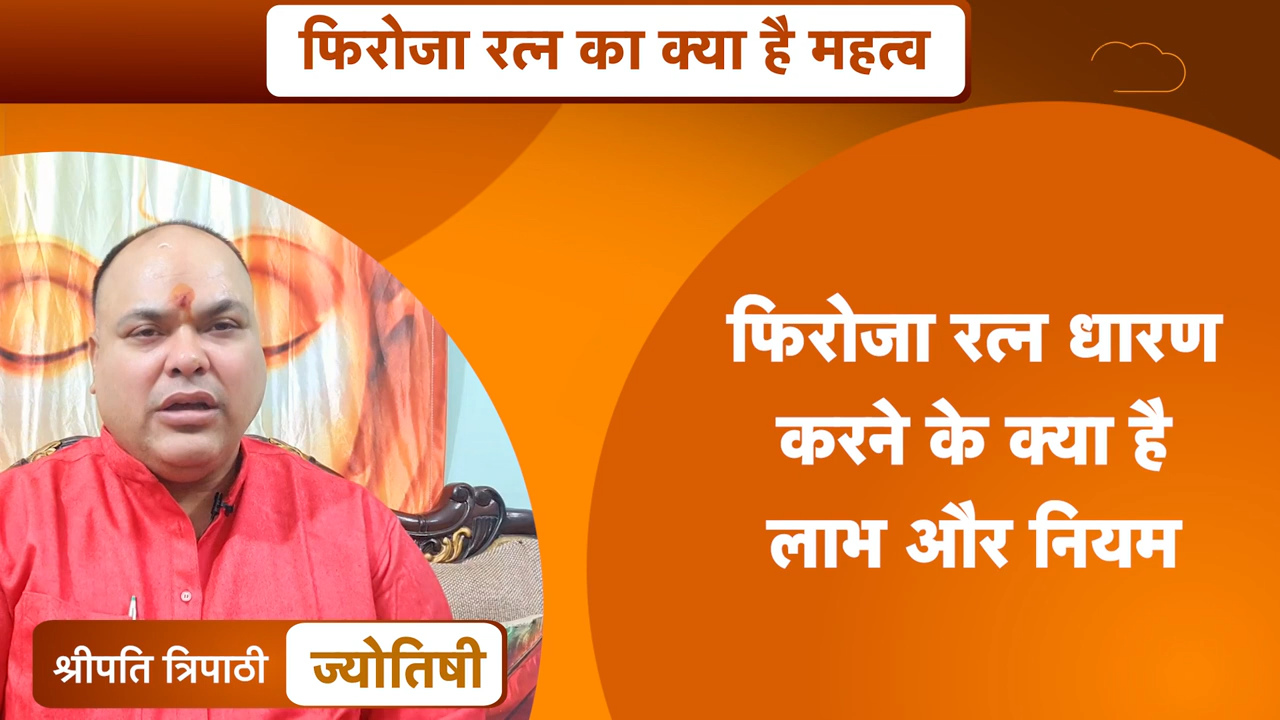 फिरोजा रत्न का क्या है महत्व
फिरोजा रत्न धारण
करने के क्या है
लाभ और नियम
श्रीपति त्रिपाठी ज्योतिषी